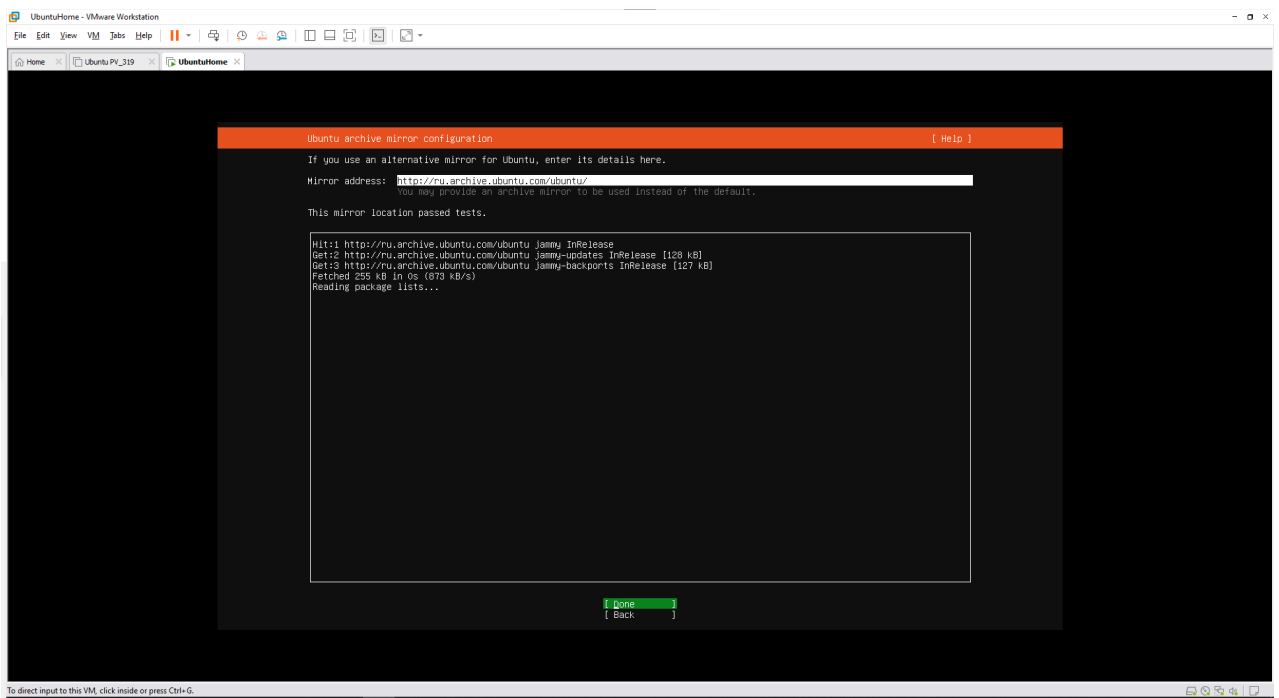 UbuntuHome - VMware Workstation
File Edit View VM Tabs Help
Home Ubuntu PV_319 UbuntuHome
Ubuntu archive mirror configuration [ Help ]
If you use an alternative mirror for Ubuntu, enter its details here.
Mirror address: http://ru.archive.ubuntu.com/ubuntu/
You may provide an archive mirror to be used instead of the default.
This mirror location passed tests.
Hit:1 http://ru.archive.ubuntu.com/ubuntu jammy InRelease
Get:2 http://ru.archive.ubuntu.com/ubuntu jammy-updates InRelease [128 kB]
Get:3 http://ru.archive.ubuntu.com/ubuntu jammy-backports InRelease [127 kB]
Fetched 255 kB in 0s (873 kB/s)
Reading package lists...
[ Done ]
[ Back ]
To direct input to this VM, click inside or press Ctrl+G.